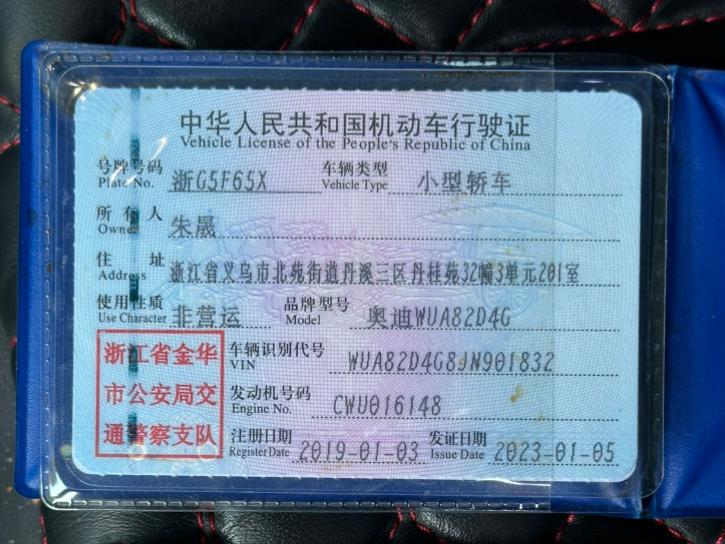 中华人民共和国机动车行驶证
Vehicle License of the People's Republic of China
号牌号码 浙G5F65X 车辆类型 小型轿车
Plate No. Vehicle Type
所有人 朱晟
Owner
住址 浙江省义乌市北苑街道丹溪三区丹桂苑32幢3单元201室
Address
使用性质 非营运 品牌型号 奥迪WUA82D4G
Use Character Model
浙江省金华
市公安局交
通警察支队
车辆识别代号 WUA82D4G8JN901832
VIN
发动机号码 CWU016148
Engine No.
注册日期 2019-01-03 发证日期 2023-01-05
Register Date Issue Date